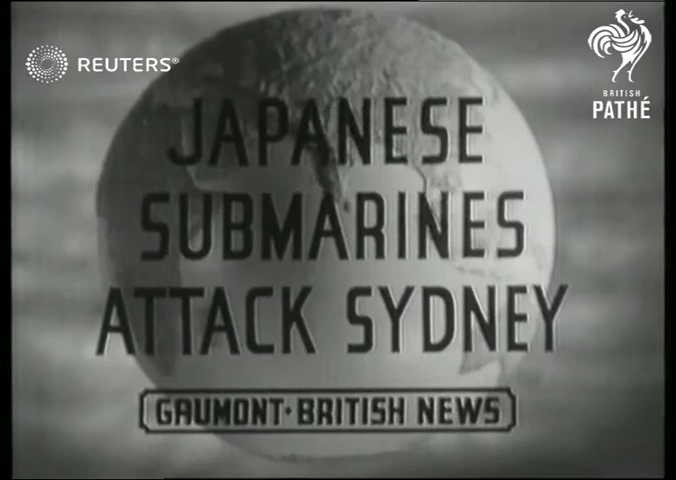 REUTERS®
BRITISH
PATHÉ
JAPANESE
SUBMARINES
ATTACK SYDNEY
GAUMONT-BRITISH NEWS